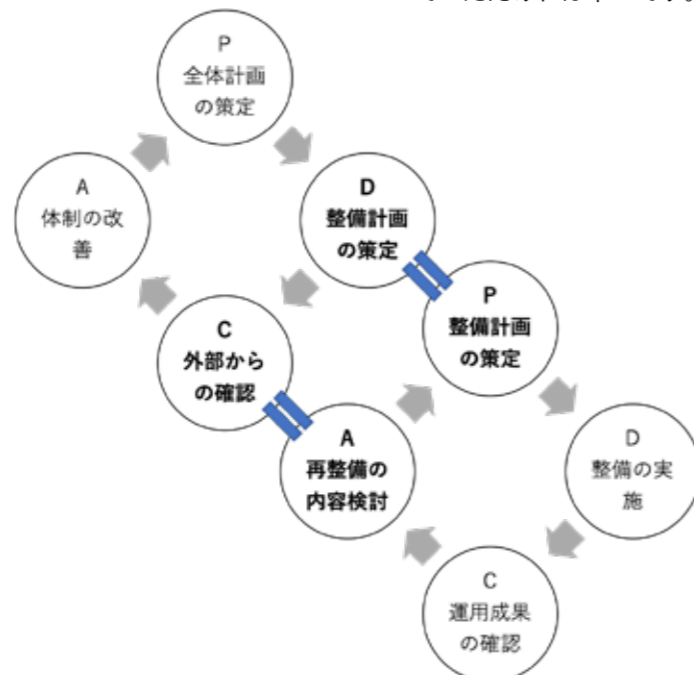 P
全体計画
の策定
A
体制の改
善
D
整備計画
の策定
P
整備計画
の策定
C
外部から
の確認
A
再整備の
内容検討
D
整備の実
施
C
運用成果
の確認